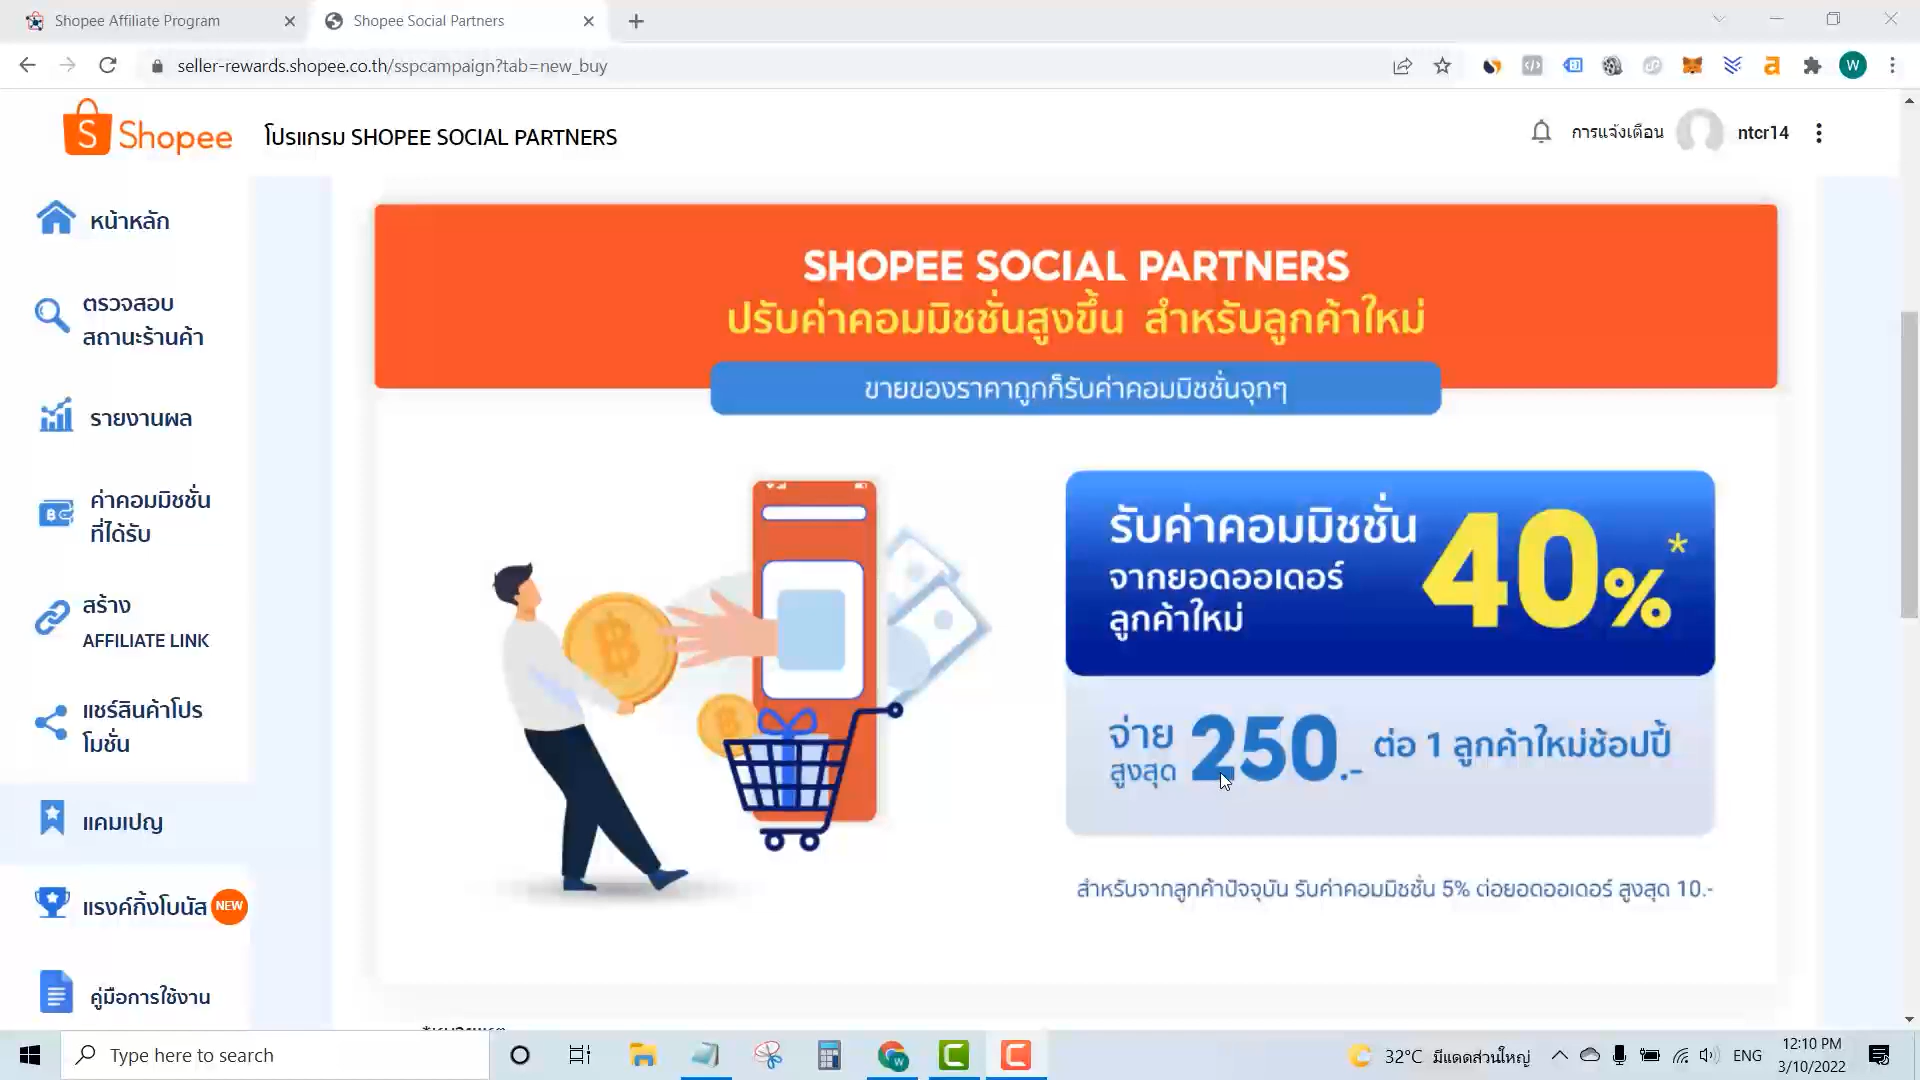 Shopee Affiliate Program
Shopee Social Partners
seller-rewards.shopee.co.th/sspcampaign?tab=new_buy
W
Shopee
โปรแกรม SHOPEE SOCIAL PARTNERS
การแจ้งเตือน
ntcr14
หน้าหลัก
ตรวจสอบ
สถานะร้านค้า
รายงานผล
ค่าคอมมิชชั่น
ที่ได้รับ
สร้าง
AFFILIATE LINK
แชร์สินค้าโปร
โมชั่น
แคมเปญ
แรงค์กิ้งโบนัส NEW
คู่มือการใช้งาน
SHOPEE SOCIAL PARTNERS
ปรับค่าคอมมิชชั่นสูงขึ้น สำหรับลูกค้าใหม่
ขายของราคาถูกก็รับค่าคอมมิชชั่นจุกๆ
รับค่าคอมมิชชั่น
จากยอดออเดอร์
ลูกค้าใหม่
40%*
จ่าย
สูงสุด
250.-
ต่อ 1 ลูกค้าใหม่ช้อปปี้
สำหรับจากลูกค้าปัจจุบัน รับค่าคอมมิชชั่น 5% ต่อยอดออเดอร์ สูงสุด 10.-
Type here to search
32°C มีแดดส่วนใหญ่
ENG
12:10 PM
3/10/2022